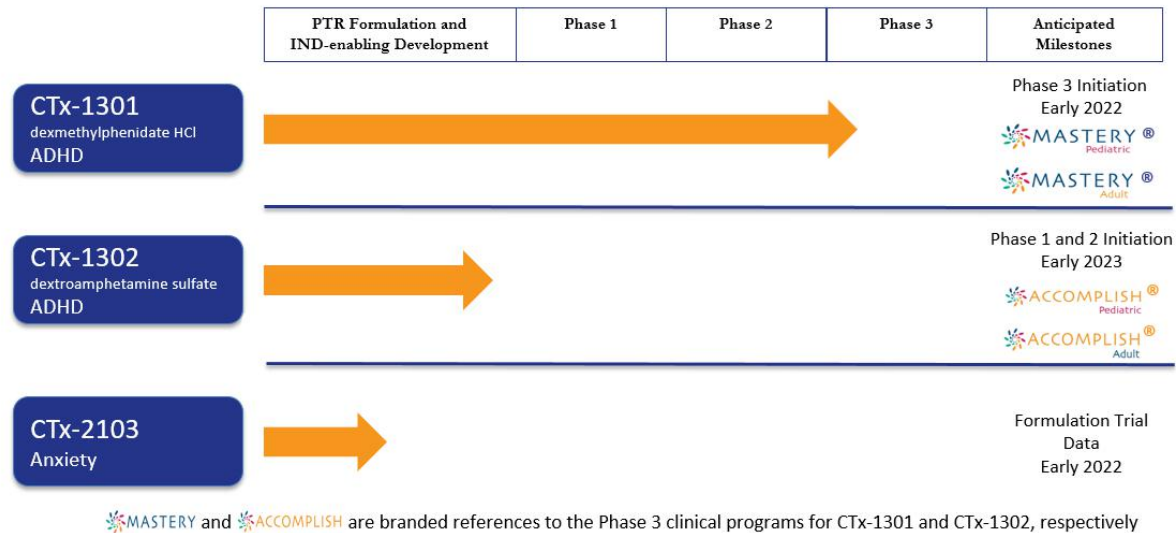 PTR Formulation and
IND-enabling Development
Phase 1
Phase 2
Phase 3
Anticipated
Milestones
CTx-1301
dexmethylphenidate HCl
ADHD
Phase 3 Initiation
Early 2022
MASTERY ®
Pediatric
MASTERY ®
Adult
CTx-1302
dextroamphetamine sulfate
ADHD
Phase 1 and 2 Initiation
Early 2023
ACCOMPLISH ®
Pediatric
ACCOMPLISH ®
Adult
CTx-2103
Anxiety
Formulation Trial
Data
Early 2022
MASTERY and ACCOMPLISH are branded references to the Phase 3 clinical programs for CTx-1301 and CTx-1302, respectively